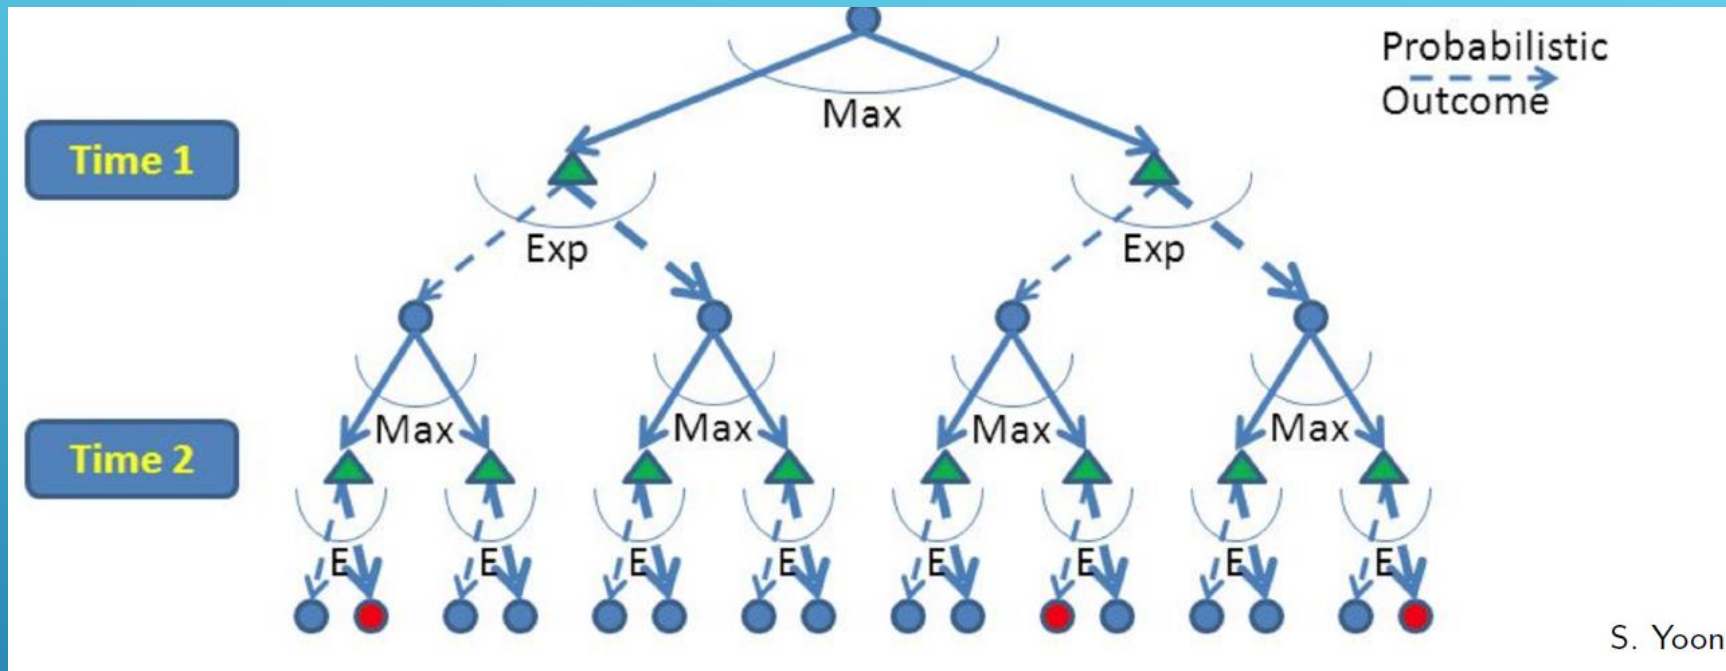 Probabilistic
Outcome
Max
Time 1
Exp
Exp
Max
Max
Max
Max
Time 2
E
E
E
E
E
E
E
E
S. Yoon